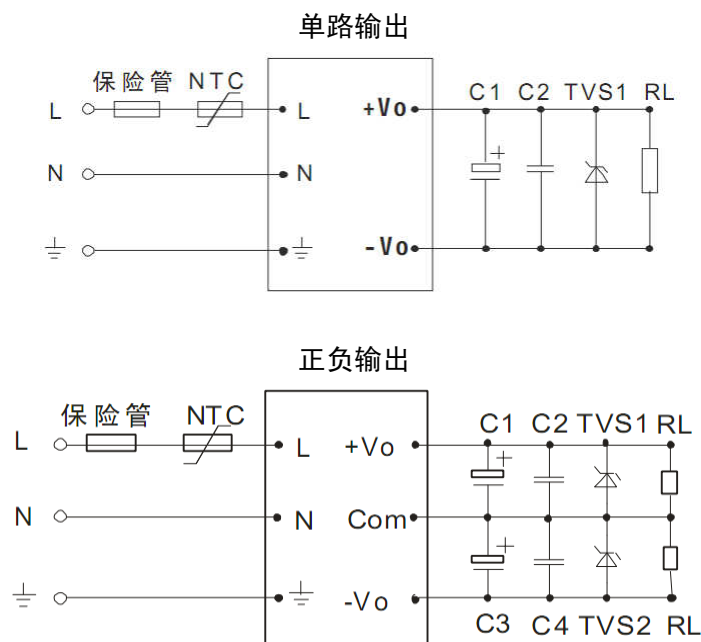 单路输出
保险管 NTC C1 C2 TVS1 RL
L L +Vo
+
N N
-Vo
正负输出
保险管 NTC C1 C2 TVS1 RL
L L +Vo
+
N N Com
+
-Vo
C3 C4 TVS2 RL